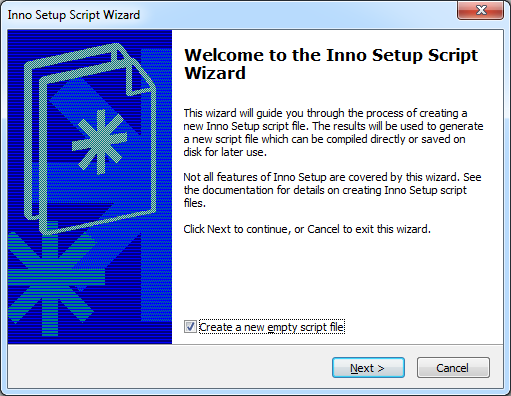 Inno Setup Script Wizard
Welcome to the Inno Setup Script
Wizard
This wizard will guide you through the process of creating a
new Inno Setup script file. The results will be used to generate
a new script file which can be compiled directly or saved on
disk for later use.
Not all features of Inno Setup are covered by this wizard. See
the documentation for details on creating Inno Setup script
files.
Click Next to continue, or Cancel to exit this wizard.
Create a new empty script file
Next >
Cancel